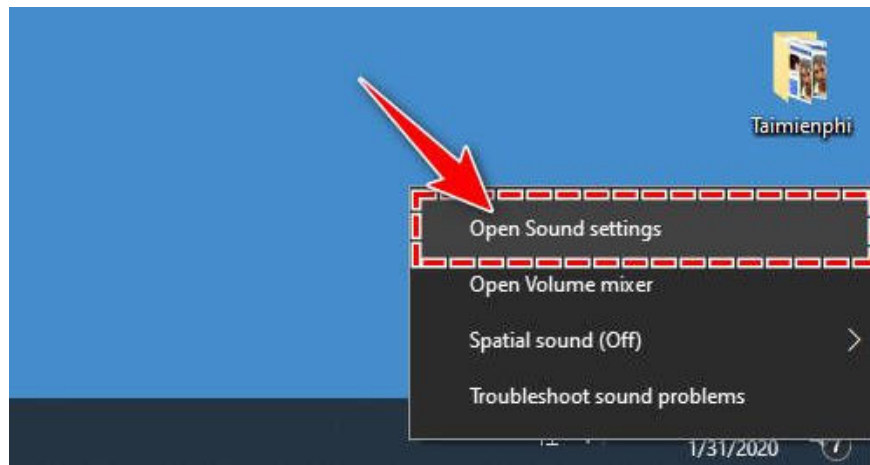 Taimienphi
Open Sound settings
Open Volume mixer
Spatial sound (Off)
Troubleshoot sound problems
1/31/2020